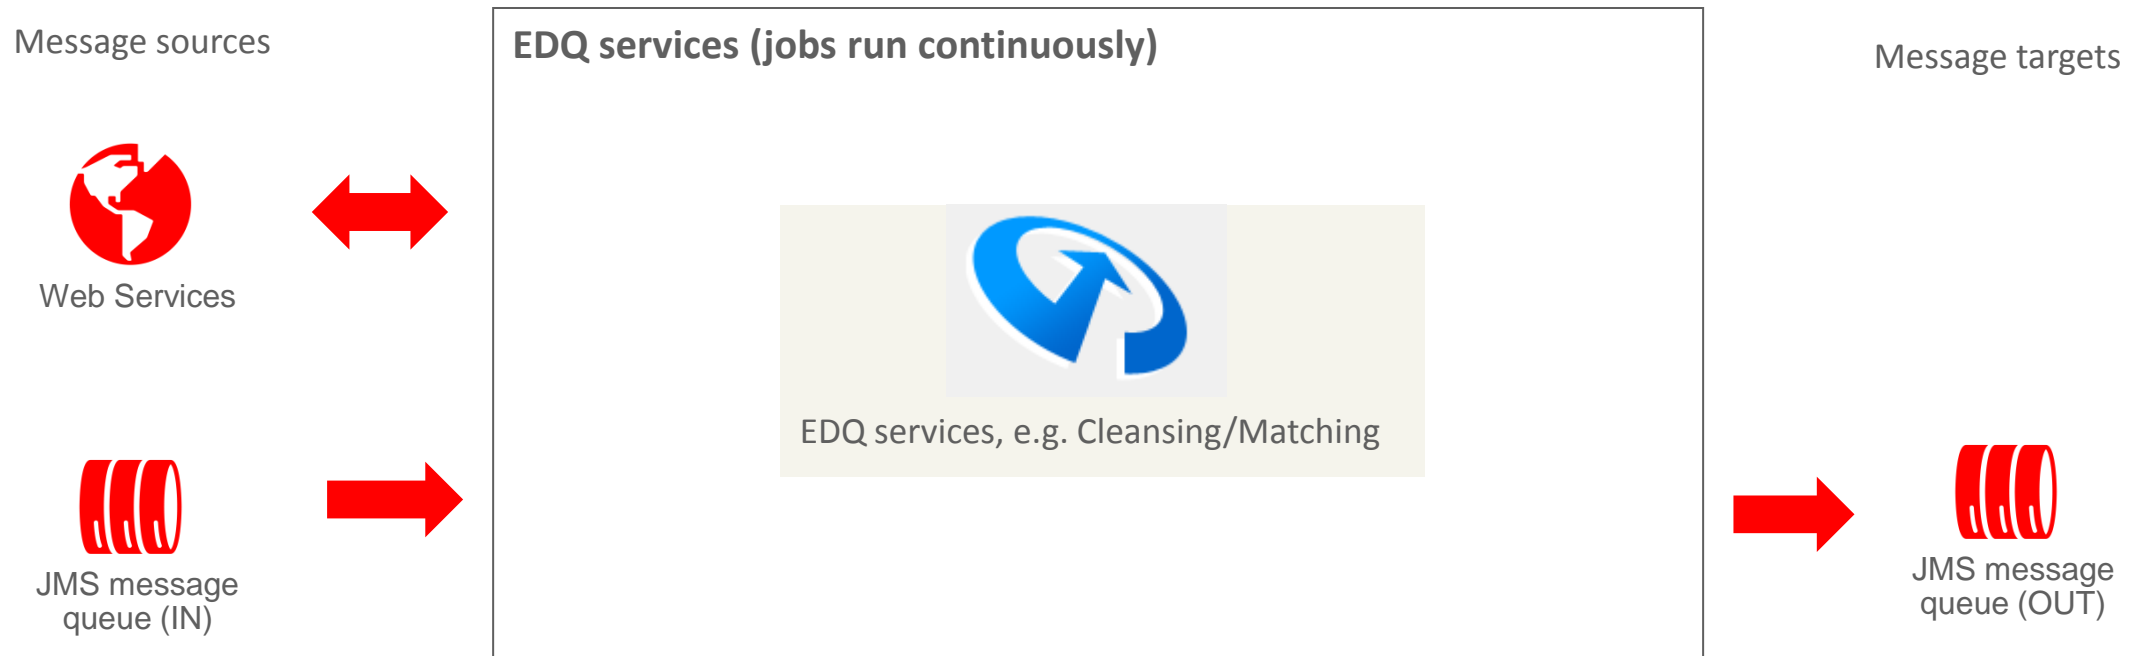 Message sources
EDQ services (jobs run continuously)
Message targets
Web Services
EDQ services, e.g. Cleansing/Matching
JMS message
queue (IN)
JMS message
queue (OUT)